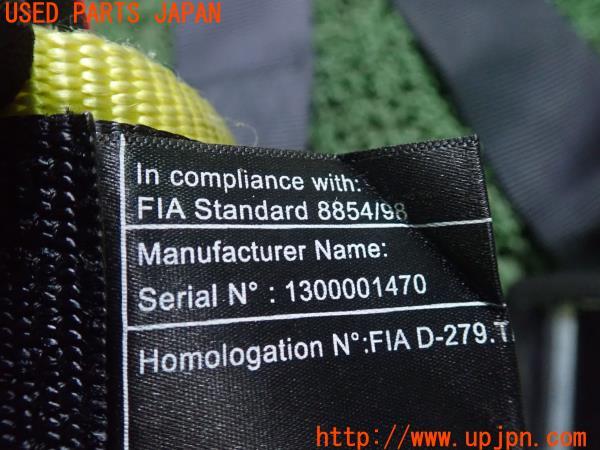 USED PARTS JAPAN
In compliance with:
FIA Standard 8854/98
Manufacturer Name:
Serial N° : 1300001470
Homologation N°:FIA D-279.T
http://www.upjpn.com/